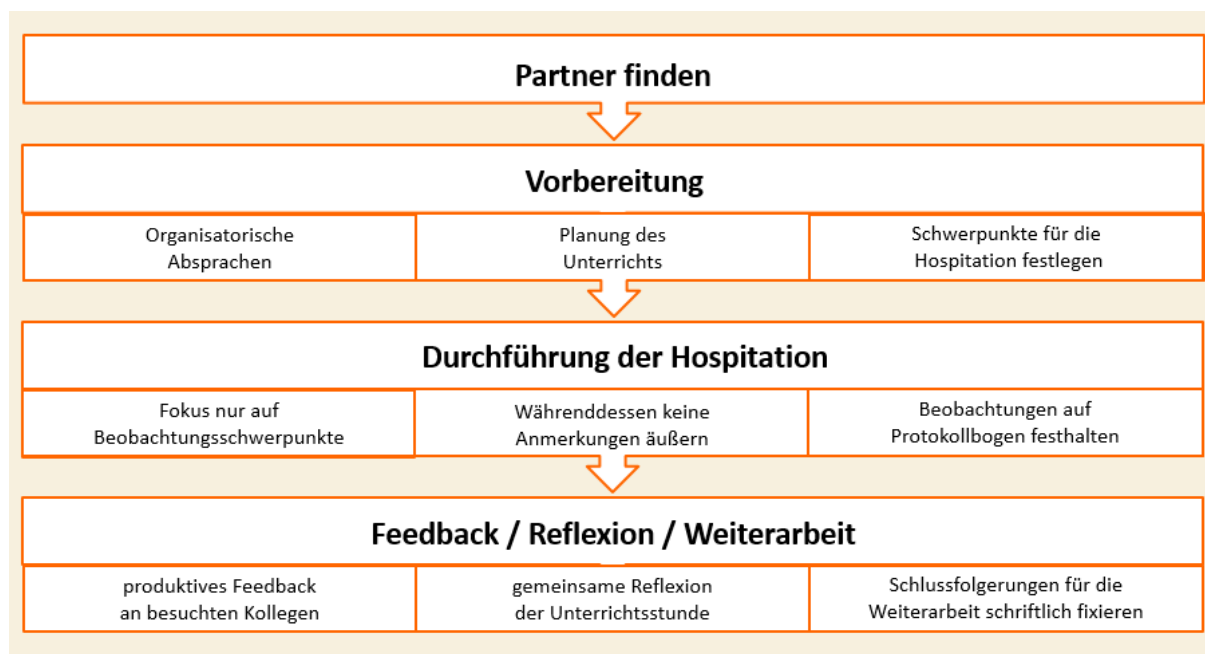 Partner finden
Vorbereitung
Organisatorische
Absprachen
Planung des
Unterrichts
Schwerpunkte für die
Hospitation festlegen
Durchführung der Hospitation
Fokus nur auf
Beobachtungsschwerpunkte
Währenddessen keine
Anmerkungen äußern
Beobachtungen auf
Protokollbogen festhalten
Feedback / Reflexion / Weiterarbeit
produktives Feedback
an besuchten Kollegen
gemeinsame Reflexion
der Unterrichtsstunde
Schlussfolgerungen für die
Weiterarbeit schriftlich fixieren